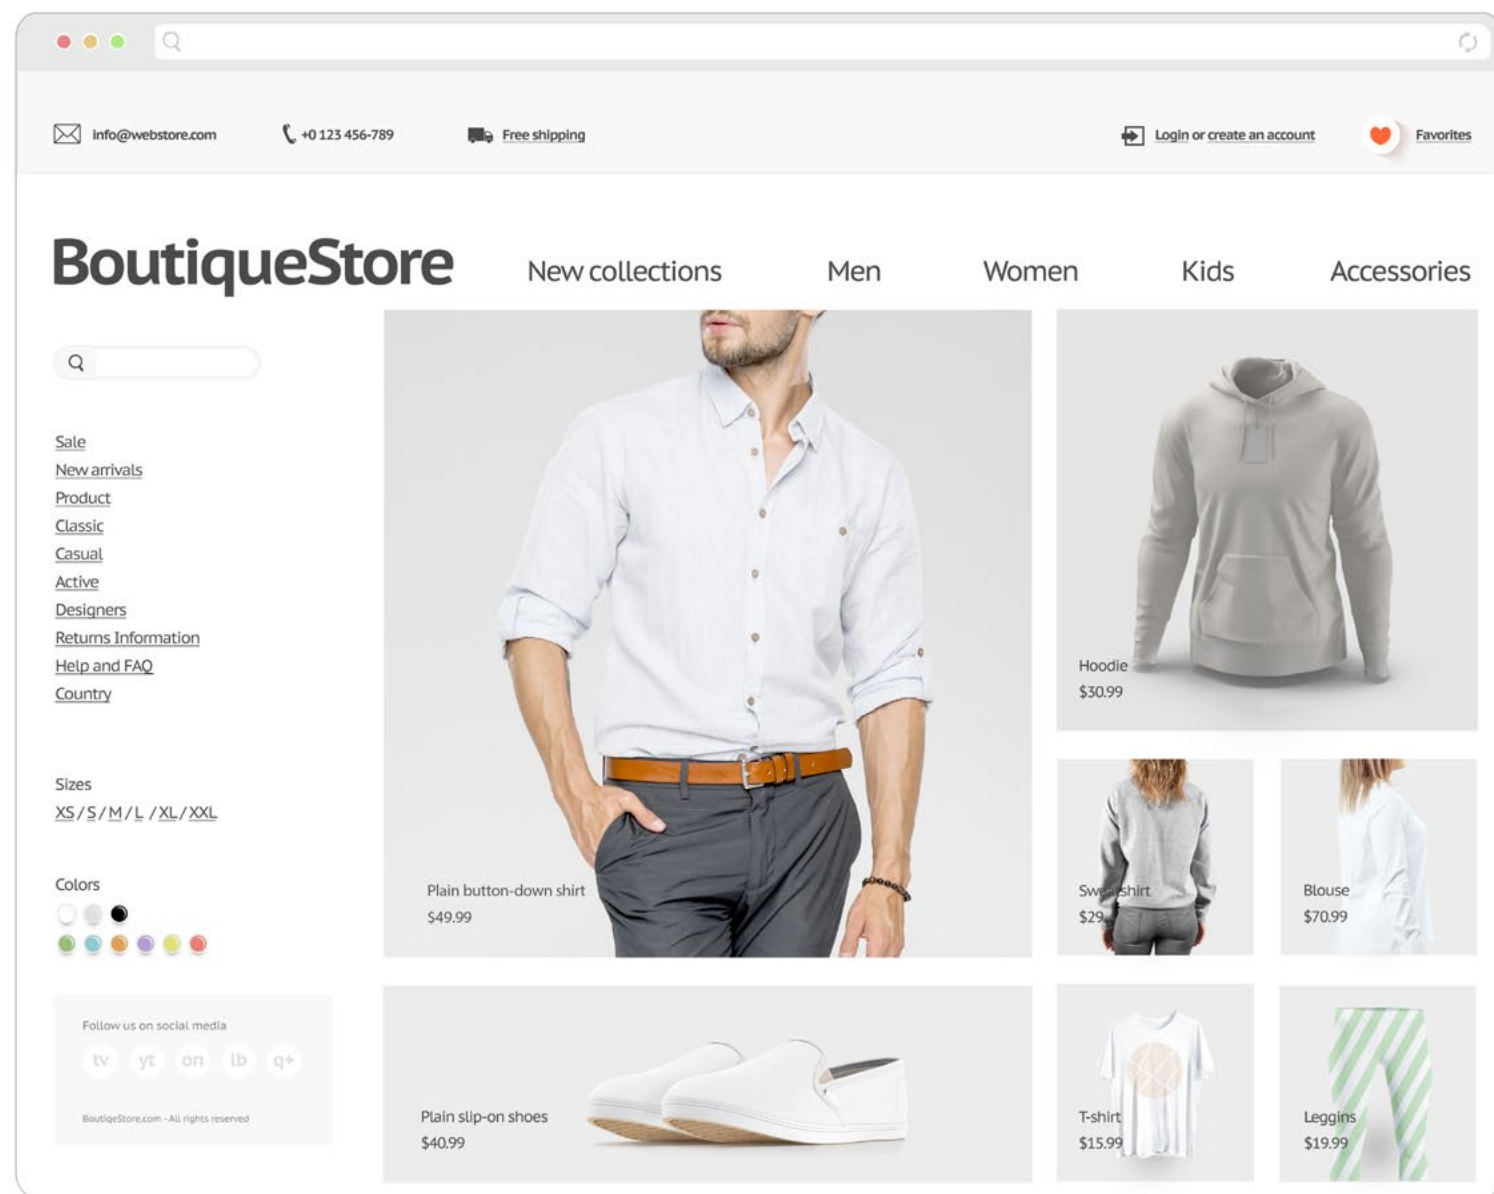 info@webstore.com
+0 123 456-789
Free shipping
Login or create an account
Favorites
BoutiqueStore
New collections
Men
Women
Kids
Accessories
Sale
New arrivals
Product
Classic
Casual
Active
Designers
Returns Information
Help and FAQ
Country
Sizes
XS / S / M / L / XL / XXL
Colors
Follow us on social media
tv yt on lb q+
BoutiqeStore.com - All rights reserved
Plain button-down shirt
$49.99
Hoodie
$30.99
Sweatshirt
$29
Blouse
$70.99
Plain slip-on shoes
$40.99
T-shirt
$15.99
Leggins
$19.99